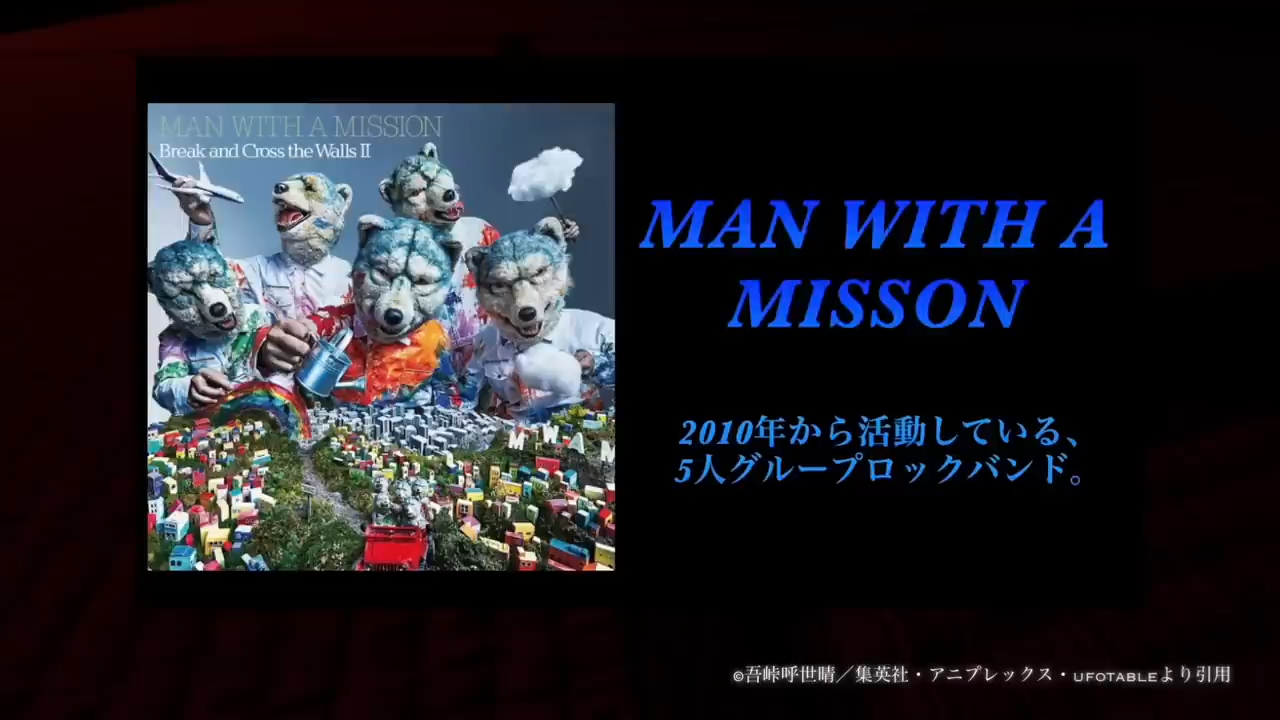 MAN WITH A MISSION
Break and Cross the Walls II
MAN WITH A
MISSON
2010年から活動している、
5人グループロックバンド。
MWAM
©吾峠呼世晴／集英社・アニプレックス・UFOTABLEより引用